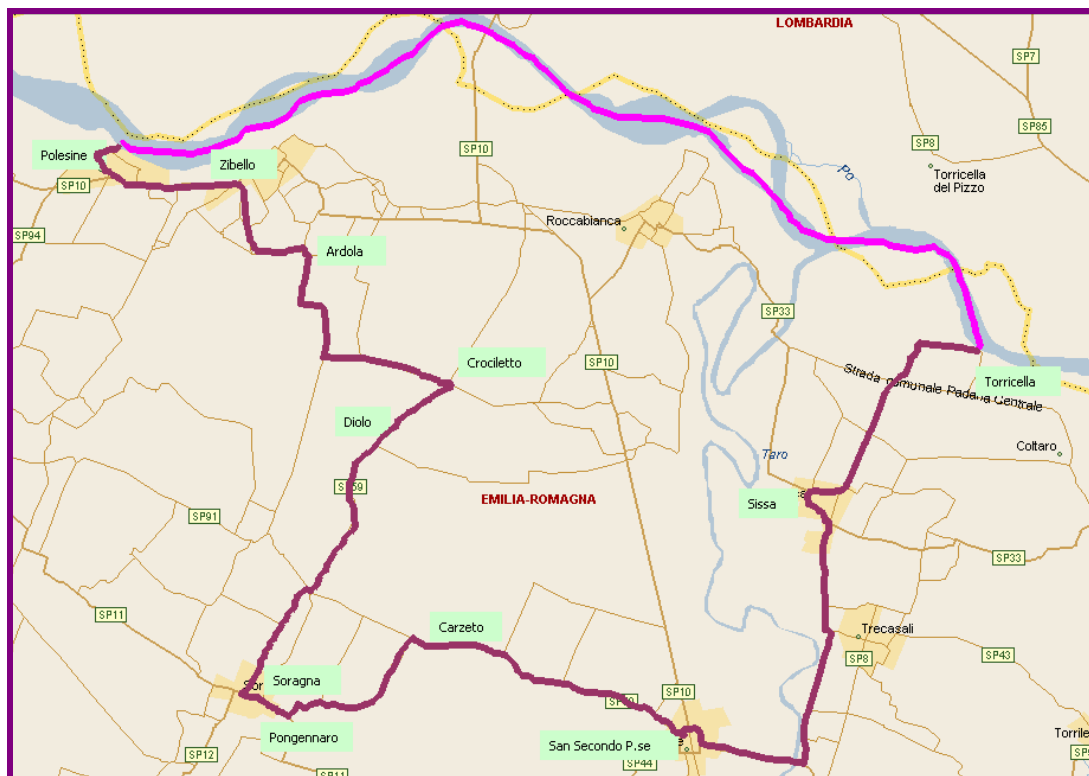 LOMBARDIA
SP7
SP85
SP8
Torricella
del Pizzo
Po
Polesine
Zibello
SP10
SP10
SP94
Roccabianca
Ardola
SP33
SP10
Crociletto
Torricella
Strada comunale Padana Centrale
Diolo
Coltaro
Taro
EMILIA-ROMAGNA
Sissa
SP91
SP33
SP11
Carzeto
Trecasali
SP8
SP43
Soragna
SP10
Pongennaro
San Secondo P.se
SP12
SP11
SP44